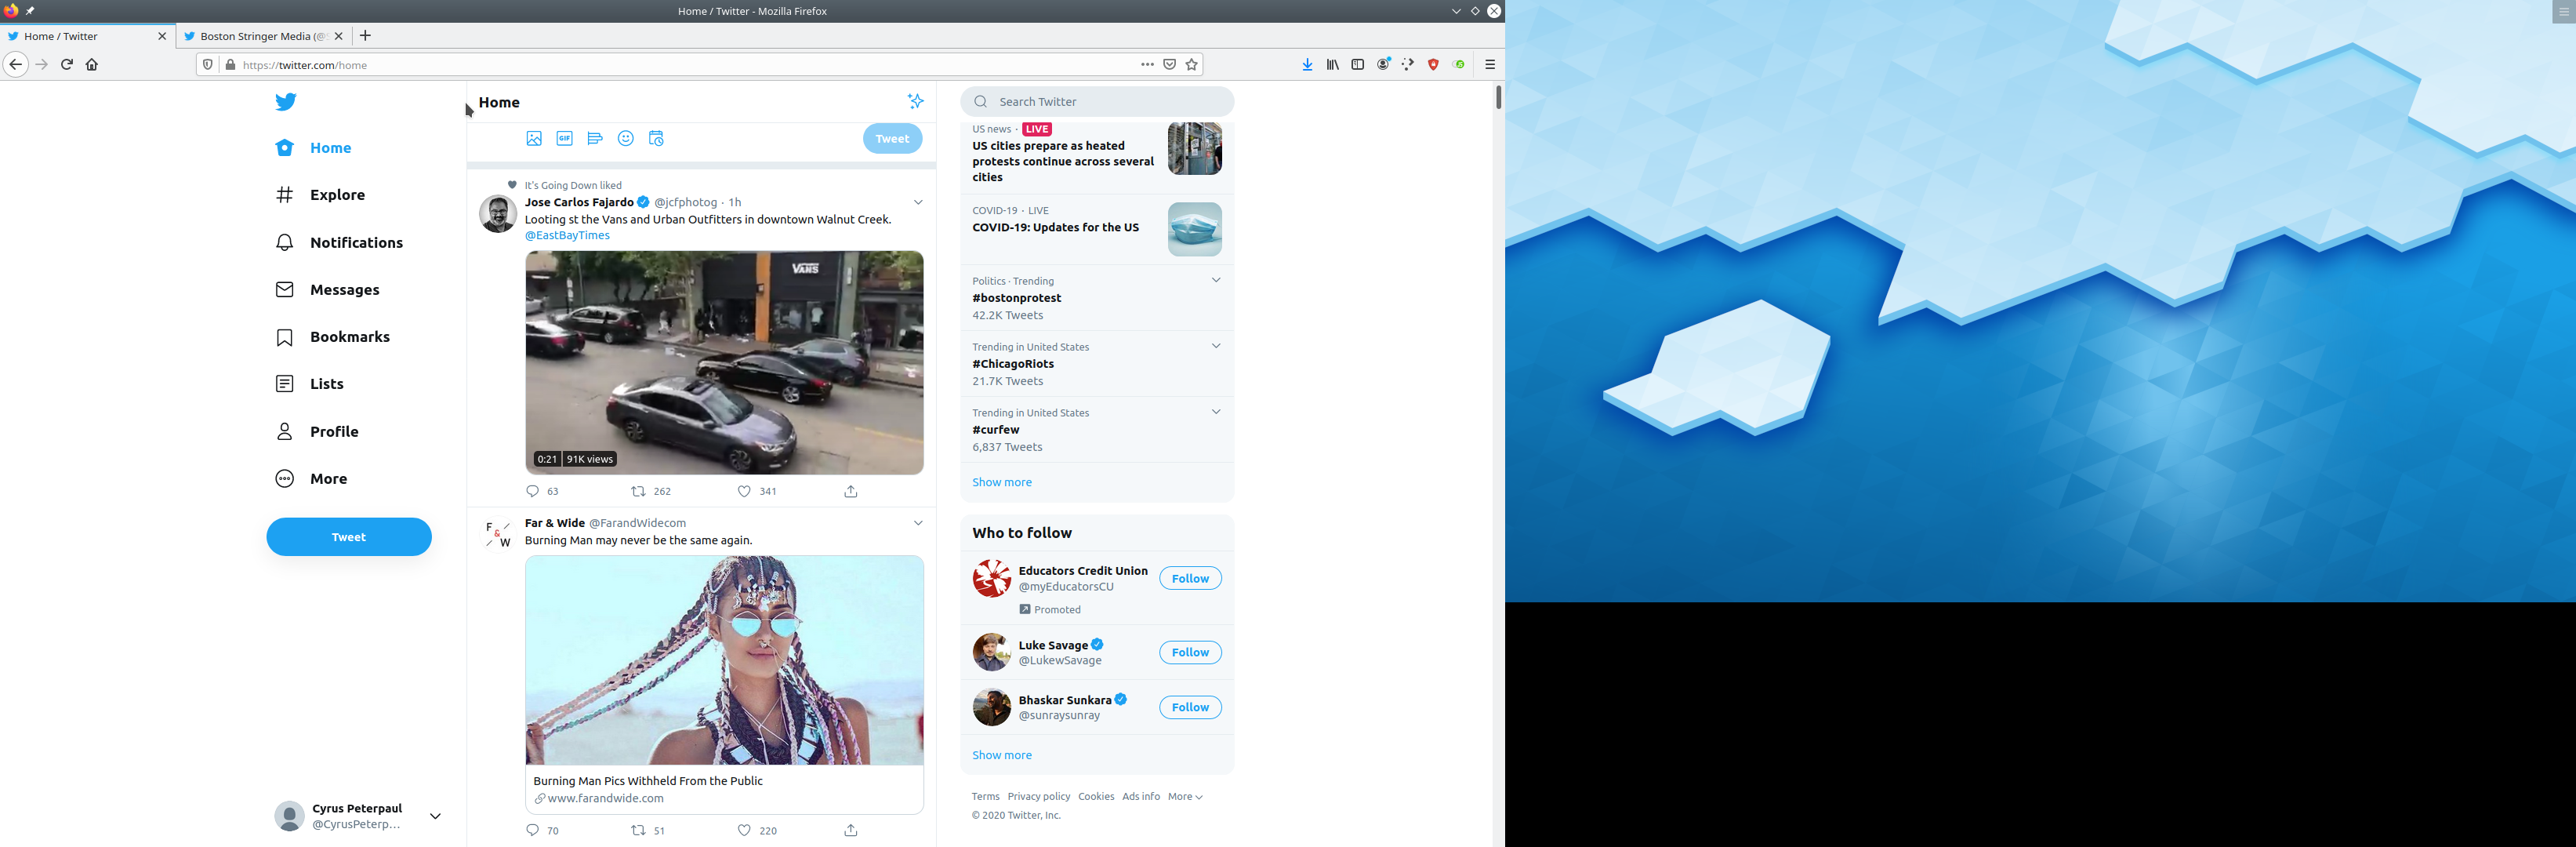 Home / Twitter - Mozilla Firefox
Home / Twitter
Boston Stringer Media (@S
https://twitter.com/home
Home
Explore
Notifications
Messages
Bookmarks
Lists
Profile
More
Tweet
Cyrus Peterpaul
@CyrusPeterp...
Home
GIF
Tweet
It's Going Down liked
Jose Carlos Fajardo @jcfphotog · 1h
Looting st the Vans and Urban Outfitters in downtown Walnut Creek.
@EastBayTimes
VANS
0:21 91K views
63 262 341
F
&
W
Far & Wide @FarandWidecom
Burning Man may never be the same again.
Burning Man Pics Withheld From the Public
www.farandwide.com
70 51 220
Search Twitter
US news · LIVE
US cities prepare as heated
protests continue across several
cities
COVID-19 · LIVE
COVID-19: Updates for the US
Politics · Trending
#bostonprotest
42.2K Tweets
Trending in United States
#ChicagoRiots
21.7K Tweets
Trending in United States
#curfew
6,837 Tweets
Show more
Who to follow
Educators Credit Union
@myEducatorsCU
Follow
Promoted
Luke Savage
@LukewSavage
Follow
Bhaskar Sunkara
@sunraysunray
Follow
Show more
Terms Privacy policy Cookies Ads info More
© 2020 Twitter, Inc.